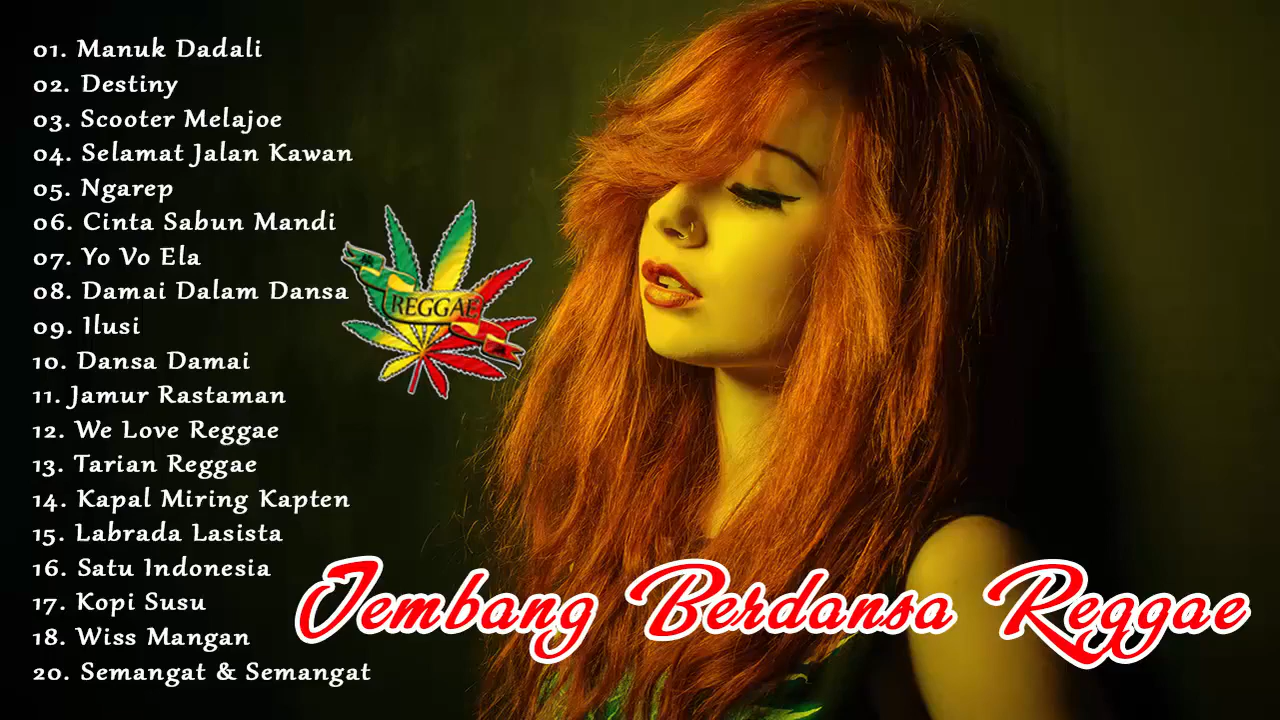 01. Manuk Dadali
02. Destiny
03. Scooter Melajoe
04. Selamat Jalan Kawan
05. Ngarep
06. Cinta Sabun Mandi
07. Yo Vo Ela
08. Damai Dalam Dansa
09. Ilusi
10. Dansa Damai
11. Jamur Rastaman
12. We Love Reggae
13. Tarian Reggae
14. Kapal Miring Kapten
15. Labrada Lasista
16. Satu Indonesia
17. Kopi Susu
18. Wiss Mangan
20. Semangat & Semangat
REGGAE
Jembang Berdansa Reggae